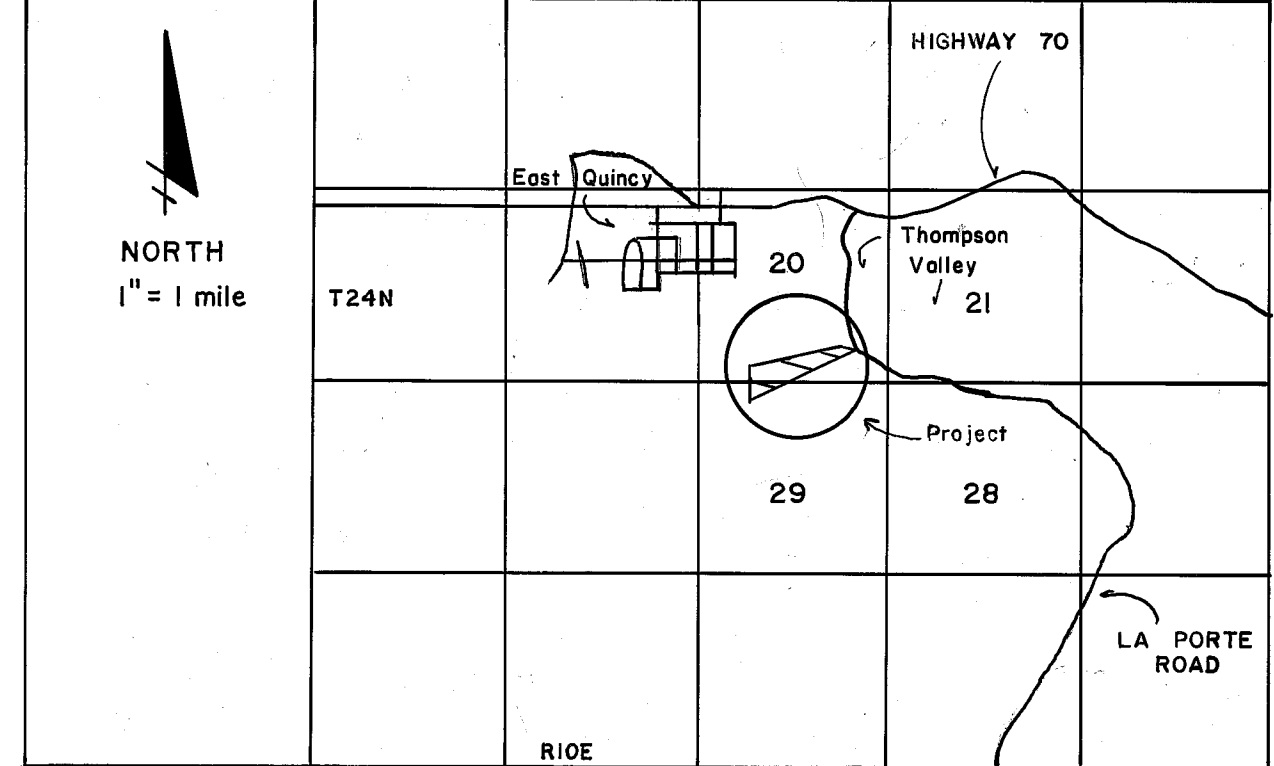 HIGHWAY 70
East Quincy
NORTH
1" = 1 mile
T24N
20
Thompson
Valley
21
Project
29
28
LA PORTE
ROAD
R10E